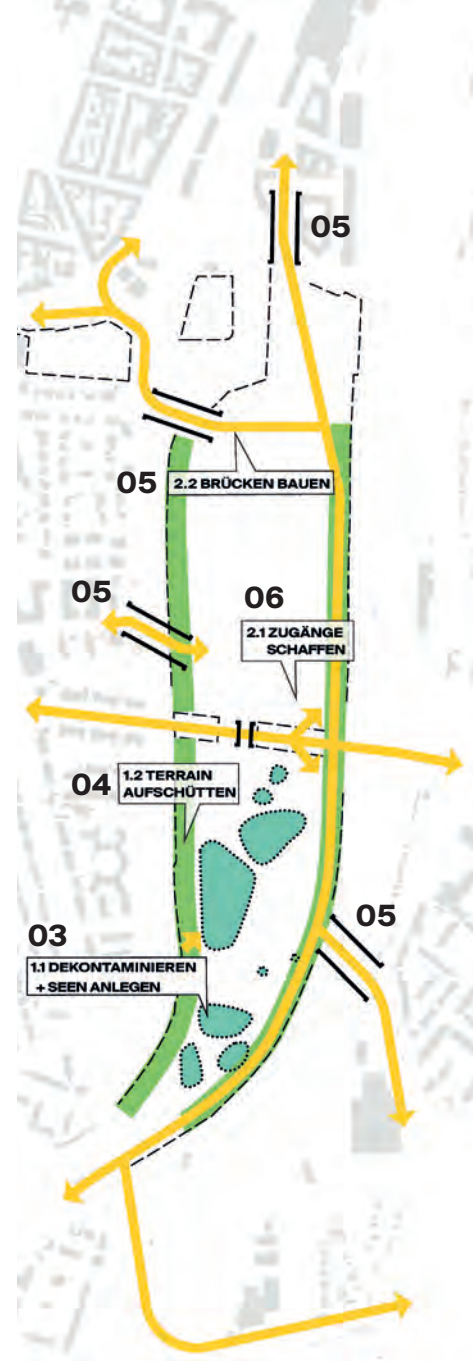 05
05
2.2 BRÜCKEN BAUEN
05
06
2.1 ZUGÄNGE
SCHAFFEN
04
1.2 TERRAIN
AUFSCHÜTTEN
05
03
1.1 DEKONTAMINIEREN
+ SEEN ANLEGEN